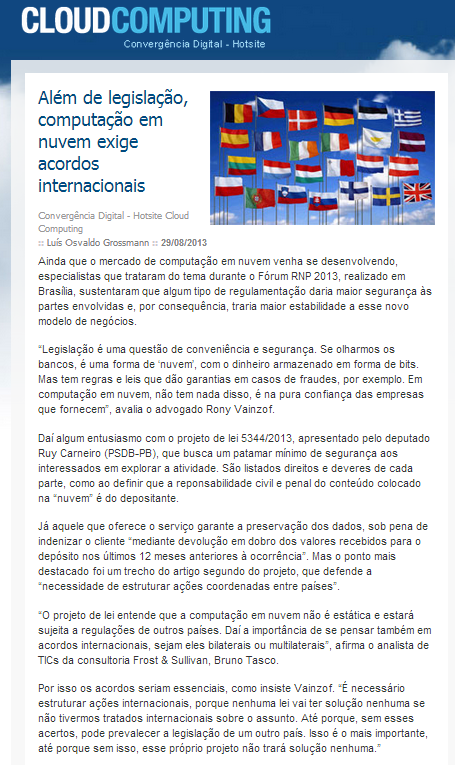 CLOUDCOMPUTING
Convergência Digital - Hotsite
Além de legislação,
computação em
nuvem exige
acordos
internacionais
Convergência Digital - Hotsite Cloud
Computing
:: Luís Osvaldo Grossmann :: 29/08/2013
Ainda que o mercado de computação em nuvem venha se desenvolvendo,
especialistas que trataram do tema durante o Fórum RNP 2013, realizado em
Brasília, sustentaram que algum tipo de regulamentação daria maior segurança às
partes envolvidas e, por consequência, traria maior estabilidade a esse novo
modelo de negócios.
“Legislação é uma questão de conveniência e segurança. Se olharmos os
bancos, é uma forma de ‘nuvem’, com o dinheiro armazenado em forma de bits.
Mas tem regras e leis que dão garantias em casos de fraudes, por exemplo. Em
computação em nuvem, não tem nada disso, é na pura confiança das empresas
que fornecem”, avalia o advogado Rony Vainzof.
Daí algum entusiasmo com o projeto de lei 5344/2013, apresentado pelo deputado
Ruy Carneiro (PSDB-PB), que busca um patamar mínimo de segurança aos
interessados em explorar a atividade. São listados direitos e deveres de cada
parte, como ao definir que a reponsabilidade civil e penal do conteúdo colocado
na “nuvem” é do depositante.
Já aquele que oferece o serviço garante a preservação dos dados, sob pena de
indenizar o cliente “mediante devolução em dobro dos valores recebidos para o
depósito nos últimos 12 meses anteriores à ocorrência”. Mas o ponto mais
destacado foi um trecho do artigo segundo do projeto, que defende a
“necessidade de estruturar ações coordenadas entre países”.
“O projeto de lei entende que a computação em nuvem não é estática e estará
sujeita a regulações de outros países. Daí a importância de se pensar também em
acordos internacionais, sejam eles bilaterais ou multilaterais”, afirma o analista de
TICs da consultoria Frost & Sullivan, Bruno Tasco.
Por isso os acordos seriam essenciais, como insiste Vainzof. “É necessário
estruturar ações internacionais, porque nenhuma lei vai ter solução nenhuma se
não tivermos tratados internacionais sobre o assunto. Até porque, sem esses
acertos, pode prevalecer a legislação de um outro país. Isso é o mais importante,
até porque sem isso, esse próprio projeto não trará solução nenhuma.”